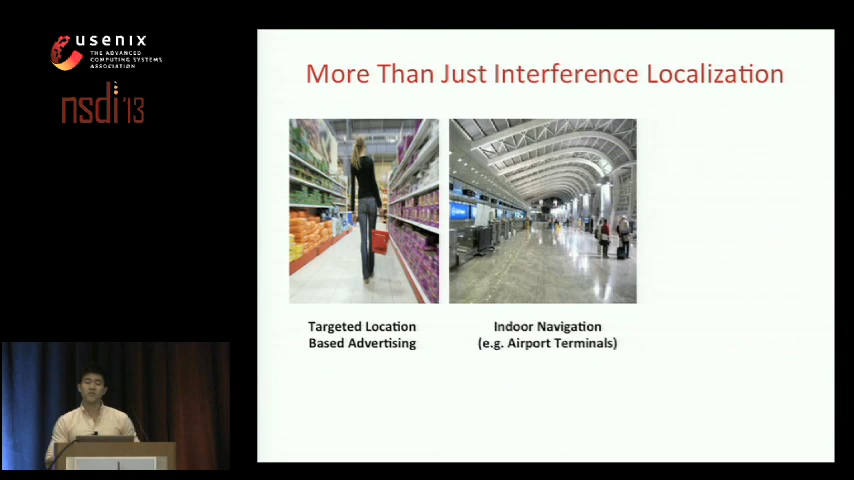 usenix
THE ADVANCED
COMPUTING SYSTEMS
ASSOCIATION
nsdi '13
More Than Just Interference Localization
Targeted Location
Based Advertising
Indoor Navigation
(e.g. Airport Terminals)